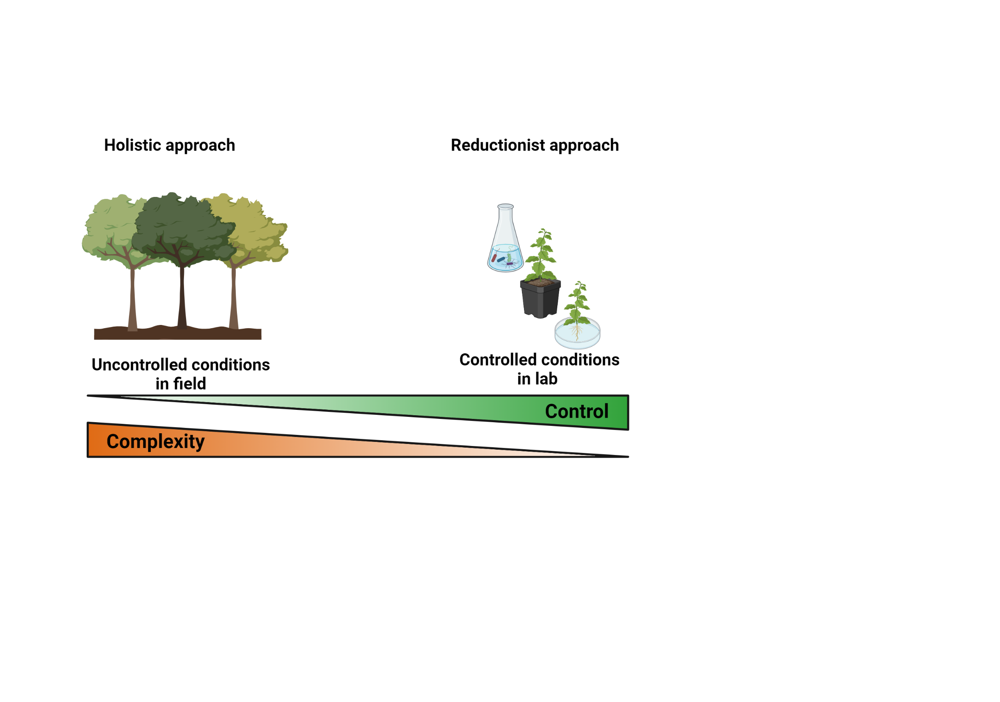 Holistic approach
Reductionist approach
Uncontrolled conditions
in field
Controlled conditions
in lab
Control
Complexity